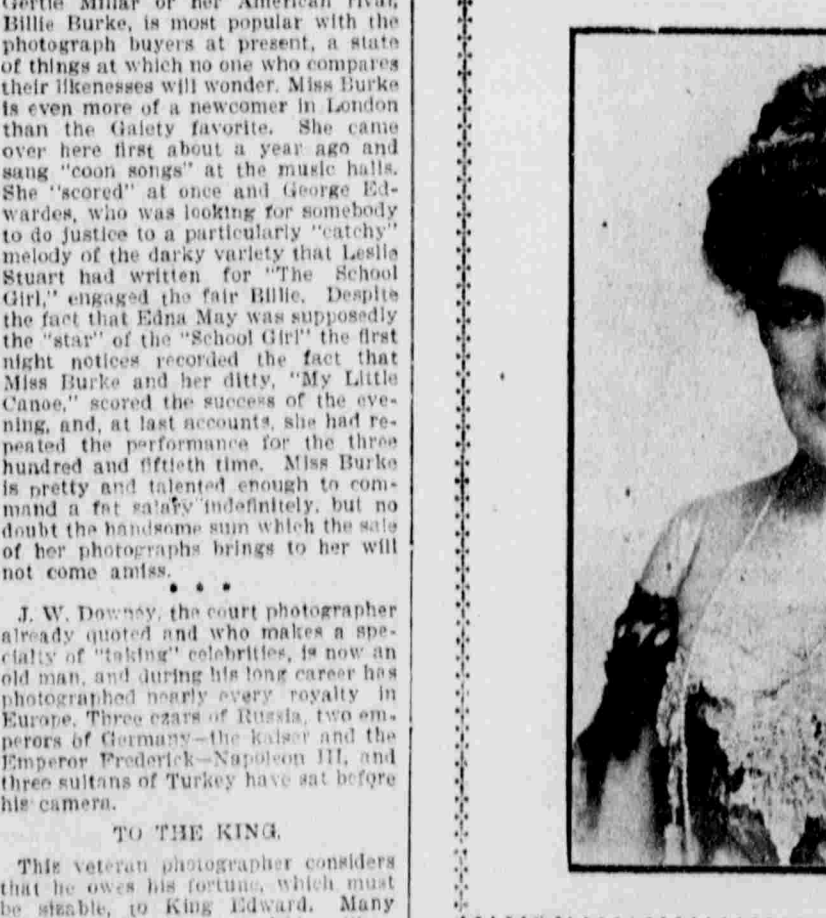 Gertie Millar or her American rival,
Billie Burke, is most popular with the
photograph buyers at present, a state
of things at which no one who compares
their likenesses will wonder. Miss Burke
is even more of a newcomer in London
than the Gaiety favorite. She came
over here first about a year ago and
sang "coon songs" at the music halls.
She "scored" at once and George Ed-
wardes, who was looking for somebody
to do justice to a particularly "catchy"
melody of the darky variety that Leslie
Stuart had written for "The School
Girl," engaged the fair Billie. Despite
the fact that Edna May was supposedly
the "star" of the "School Girl" the first
night notices recorded the fact that
Miss Burke and her ditty, "My Little
Canoe," scored the success of the eve-
ning, and, at last accounts, she had re-
peated the performance for the three
hundred and fiftieth time. Miss Burke
is pretty and talented enough to com-
mand a fat salary indefinitely, but no
doubt the handsome sum which the sale
of her photographs brings to her will
not come amiss.
• • •
J. W. Downey, the court photographer
already quoted and who makes a spe-
cialty of "taking" celebrities, is now an
old man, and during his long career has
photographed nearly every royalty in
Europe. Three czars of Russia, two em-
perors of Germany—the kaiser and the
Emperor Frederick—Napoleon III, and
three sultans of Turkey have sat before
his camera.
TO THE KING.
This veteran photographer considers
that he owes his fortune, which must
be sizable, to King Edward. Many